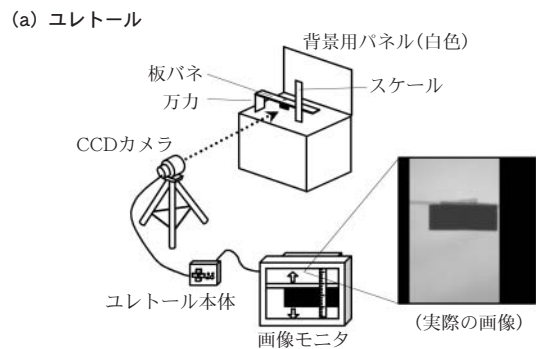 (a) ユレトール
背景用パネル(白色)
板バネ
スケール
万力
CCDカメラ
ユレトール本体
(実際の画像)
画像モニタ